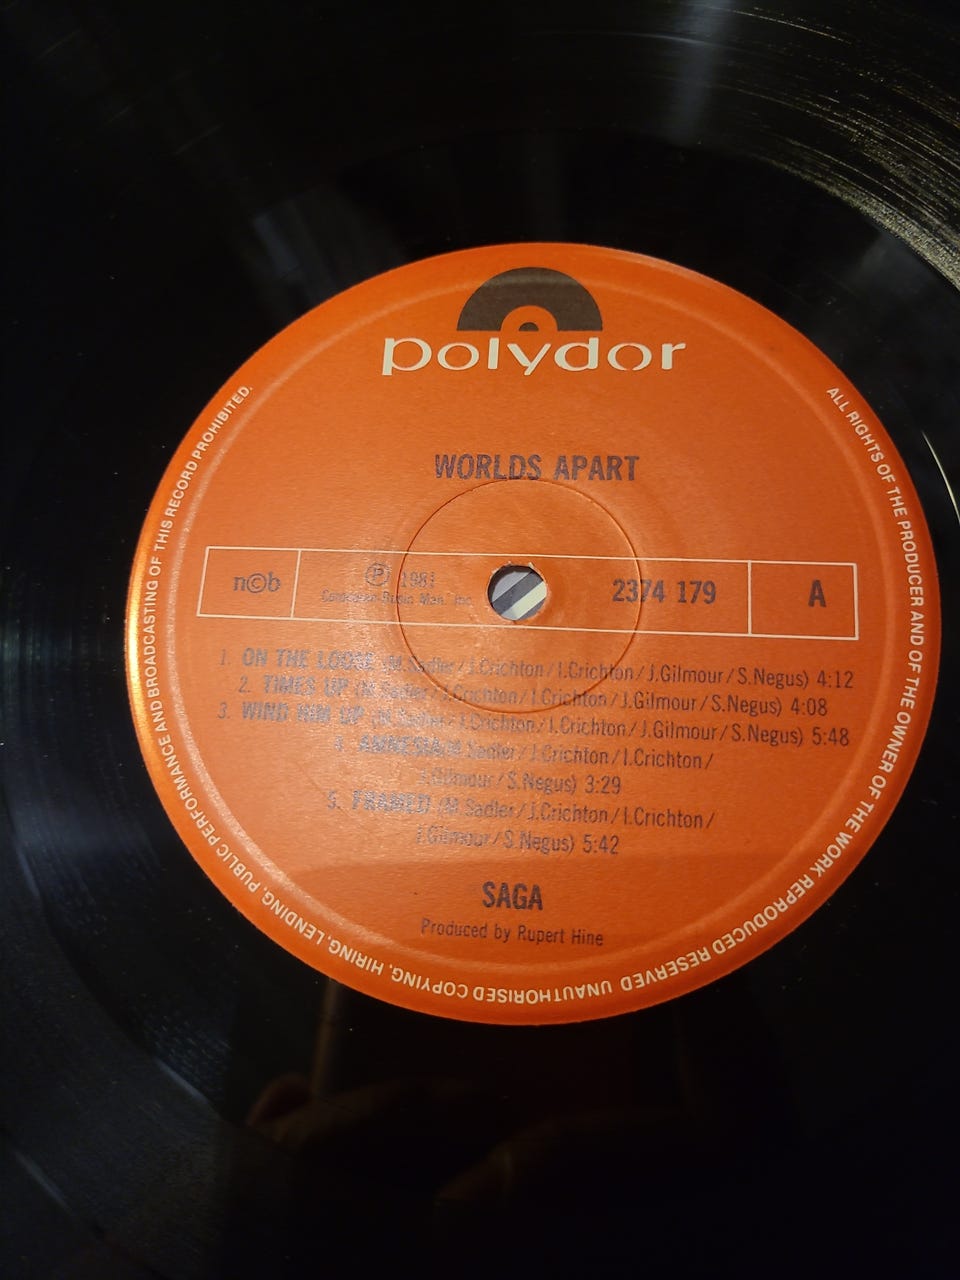 polydor
WORLDS APART
n©b
℗ 1981
2374 179
A
1. ON THE LOOSE (M.Sadler/J.Crichton/I.Crichton/J.Gilmour/S.Negus) 4:12
2. TIMES UP (M.Sadler/J.Crichton/I.Crichton/J.Gilmour/S.Negus) 4:08
3. WIND HIM UP (M.Sadler/J.Crichton/I.Crichton/J.Gilmour/S.Negus) 5:48
4. AMNESIA(M.Sadler/J.Crichton/I.Crichton/
J.Gilmour/S.Negus) 3:29
5. FRAMED (M.Sadler/J.Crichton/I.Crichton/
J.Gilmour/S.Negus) 5:42
SAGA
Produced by Rupert Hine
ALL RIGHTS OF THE PRODUCER AND OF THE OWNER OF THE WORK REPRODUCED RESERVED UNAUTHORISED COPYING, HIRING, LENDING, PUBLIC PERFORMANCE AND BROADCASTING OF THIS RECORD PROHIBITED.